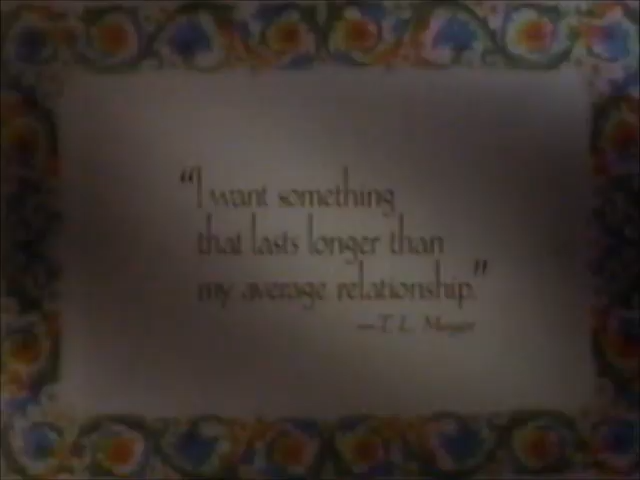 “I want something
that lasts longer than
my average relationship.”
—T. L.